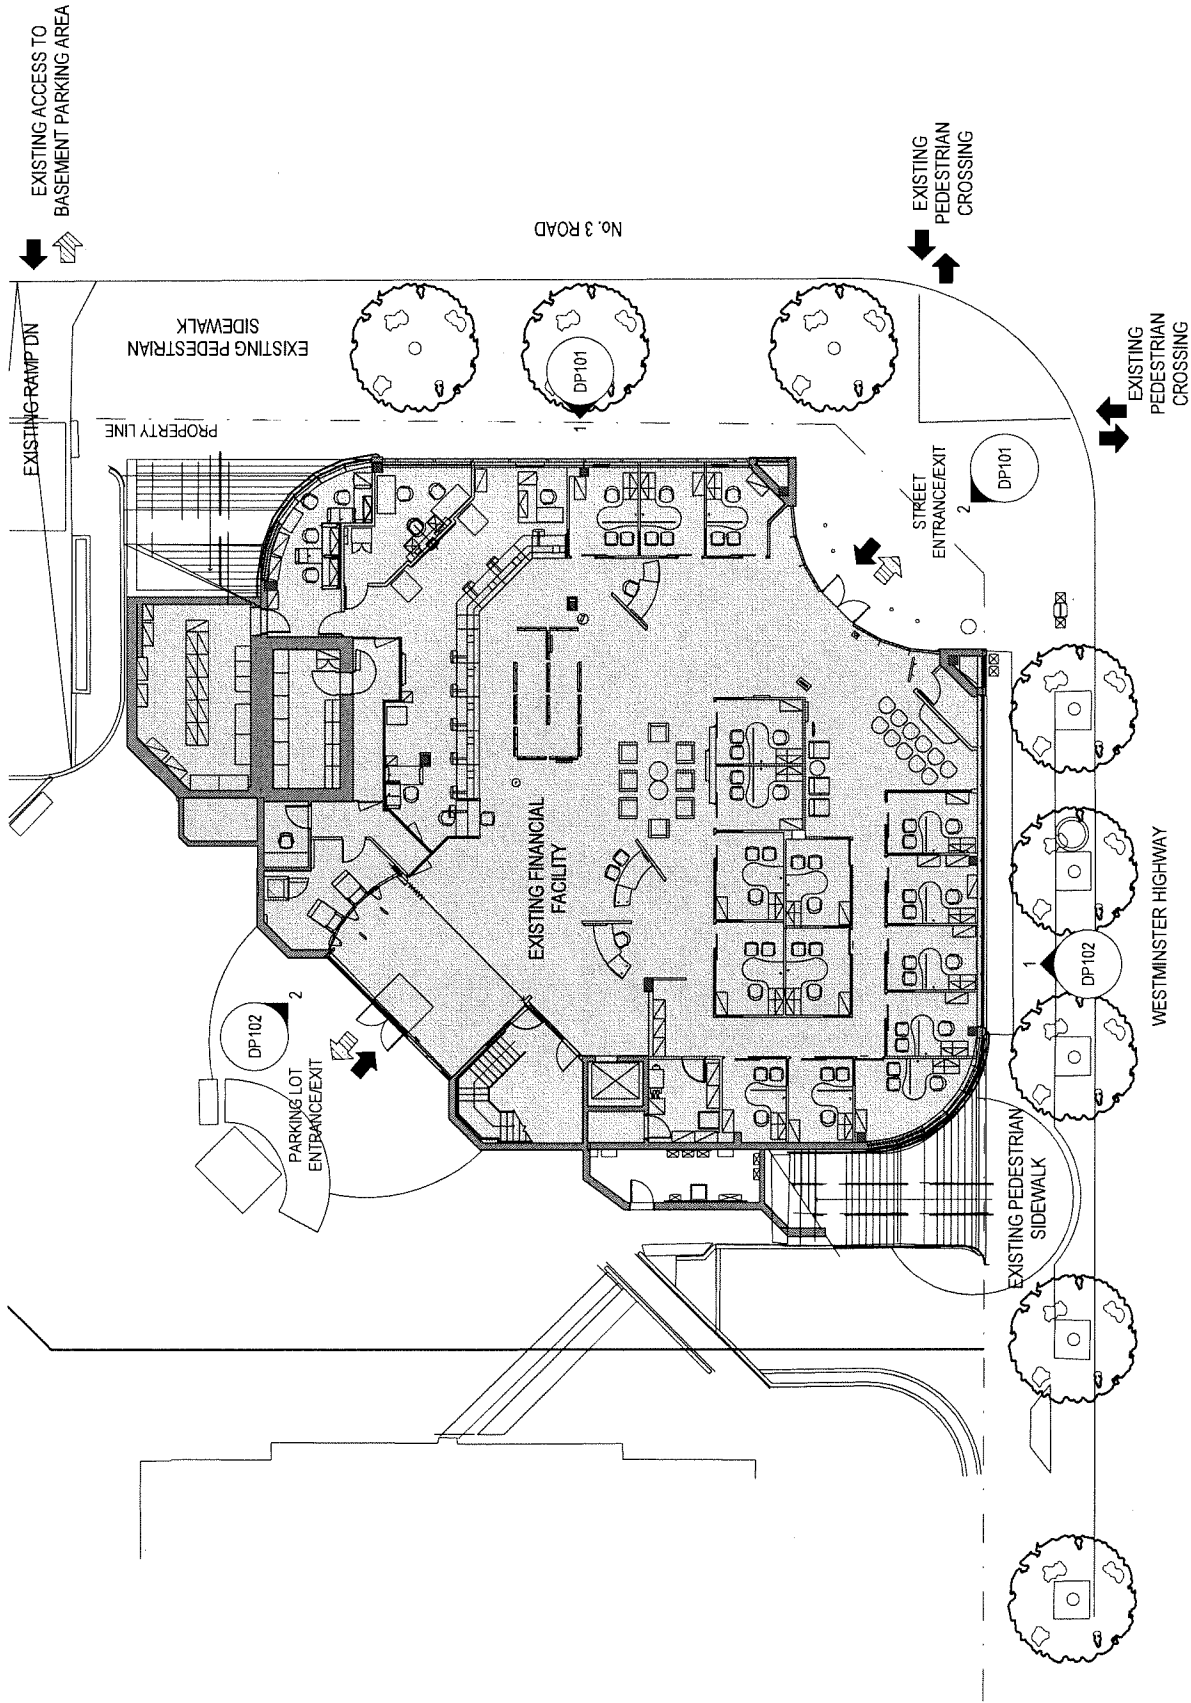 EXISTING ACCESS TO
BASEMENT PARKING AREA
EXISTING RAMP DN
EXISTING PEDESTRIAN
SIDEWALK
PROPERTY LINE
No. 3 ROAD
DP101
1
EXISTING
PEDESTRIAN
CROSSING
EXISTING
PEDESTRIAN
CROSSING
STREET
ENTRANCE/EXIT
2
DP101
EXISTING FINANCIAL
FACILITY
DP102
2
PARKING LOT
ENTRANCE/EXIT
1
DP102
WESTMINSTER HIGHWAY
EXISTING PEDESTRIAN
SIDEWALK